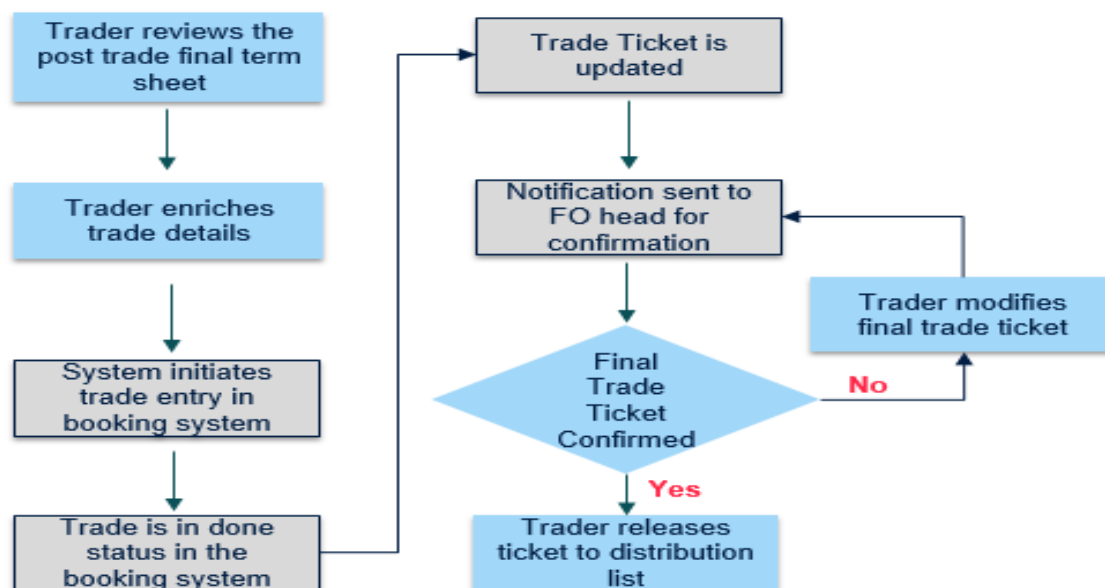 Trader reviews the
post trade final term
sheet
Trader enriches
trade details
System initiates
trade entry in
booking system
Trade is in done
status in the
booking system
Trade Ticket is
updated
Notification sent to
FO head for
confirmation
Final
Trade
Ticket
Confirmed
No
Trader modifies
final trade ticket
Yes
Trader releases
ticket to distribution
list